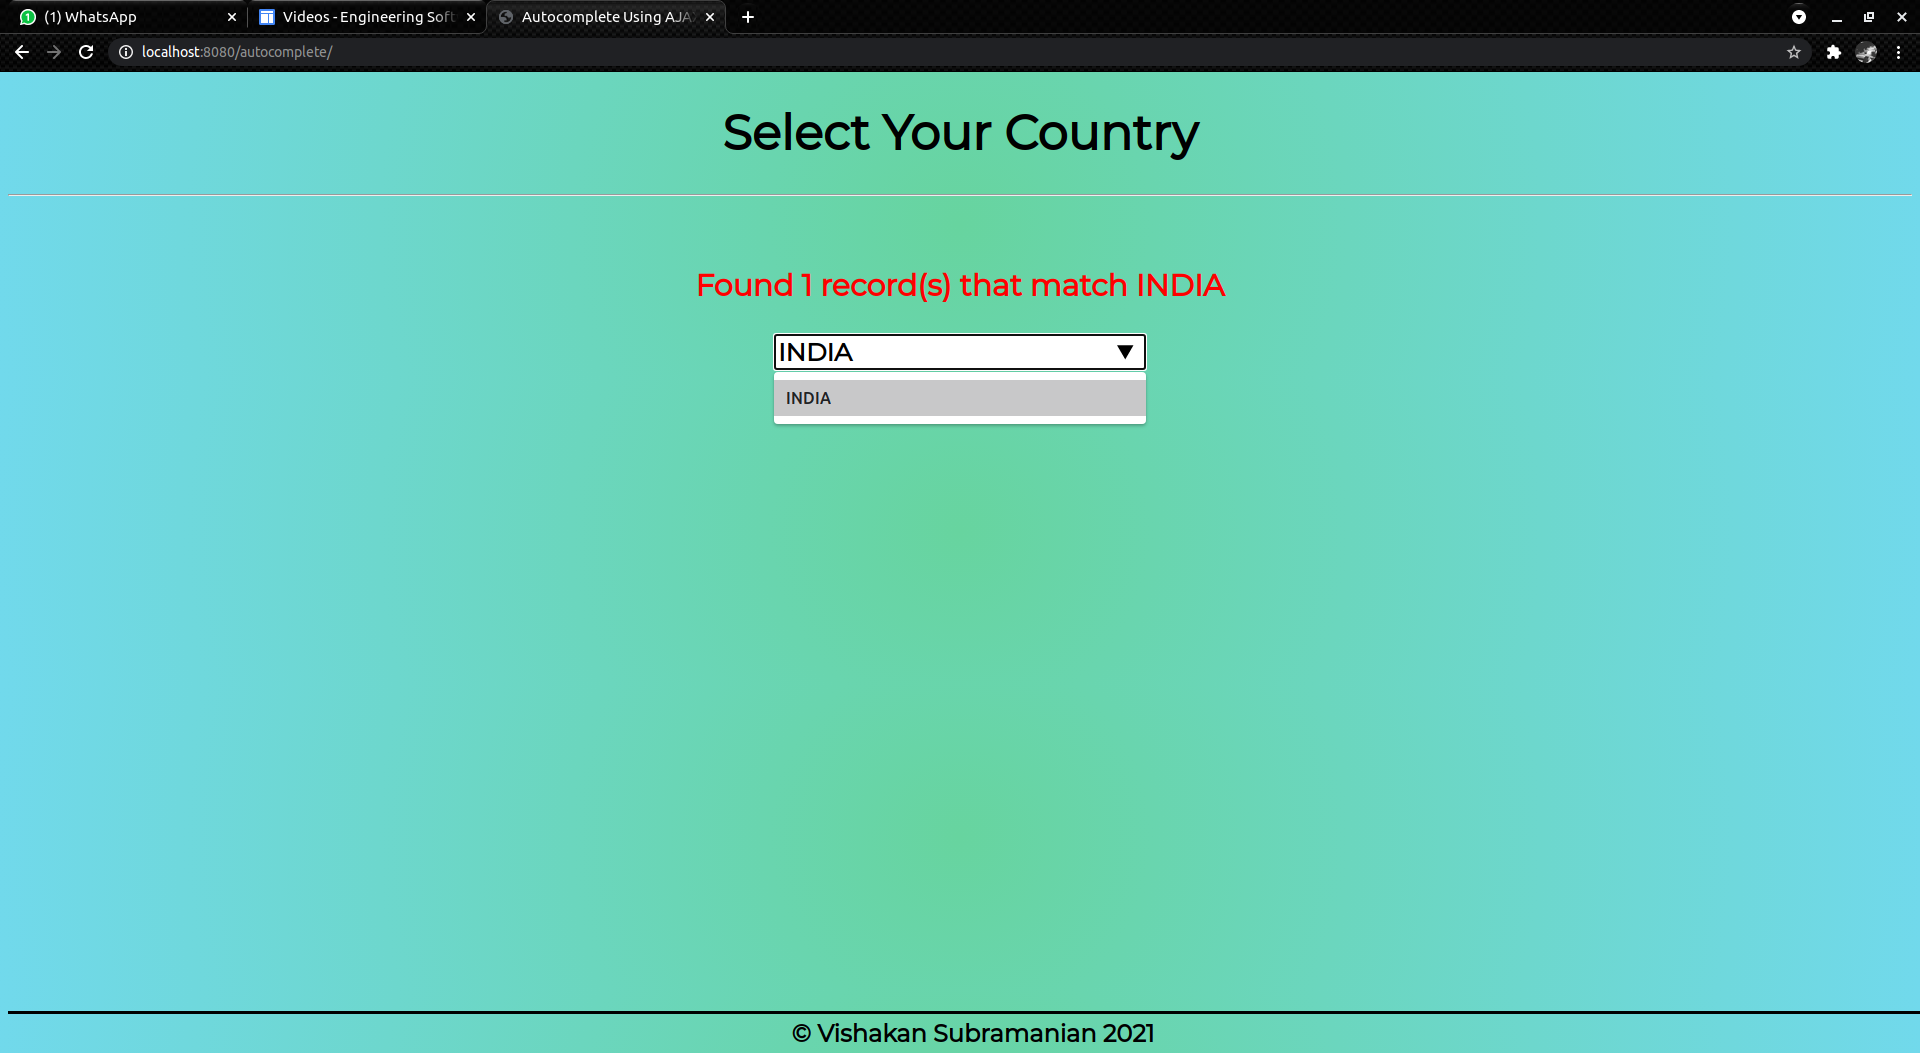 (1) WhatsApp
Videos - Engineering Soft
Autocomplete Using AJA
localhost:8080/autocomplete/
Select Your Country
Found 1 record(s) that match INDIA
INDIA
INDIA
© Vishakan Subramanian 2021